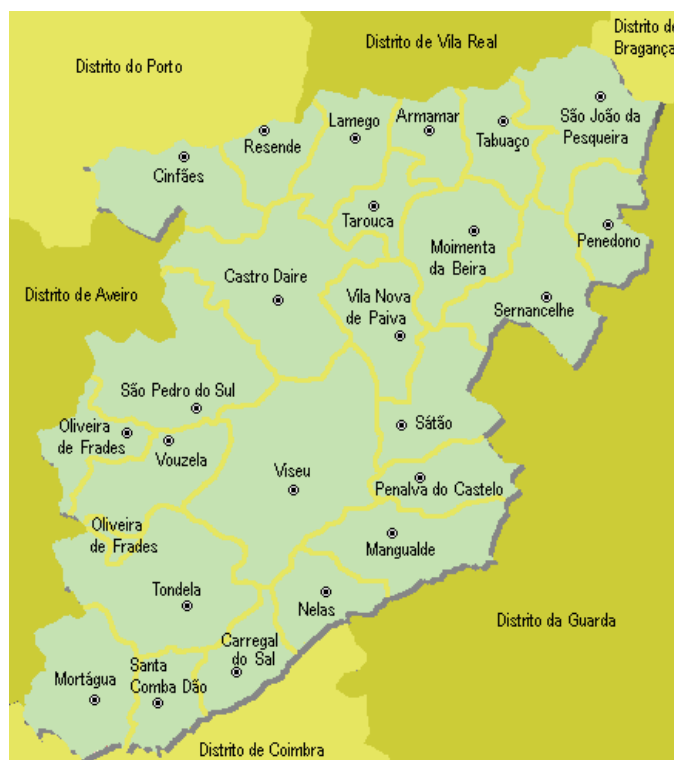 Distrito de
Bragança
Distrito de Vila Real
Distrito do Porto
São João da
Pesqueira
Lamego
Armamar
Tabuaço
Resende
Cinfães
Tarouca
Penedono
Moimenta
da Beira
Castro Daire
Distrito de Aveiro
Vila Nova
de Paiva
Sernancelhe
São Pedro do Sul
Oliveira
de Frades
Sátão
Vouzela
Viseu
Penalva do Castelo
Oliveira
de Frades
Mangualde
Tondela
Nelas
Distrito da Guarda
Carregal
do Sal
Santa
Comba Dão
Mortágua
Distrito de Coimbra